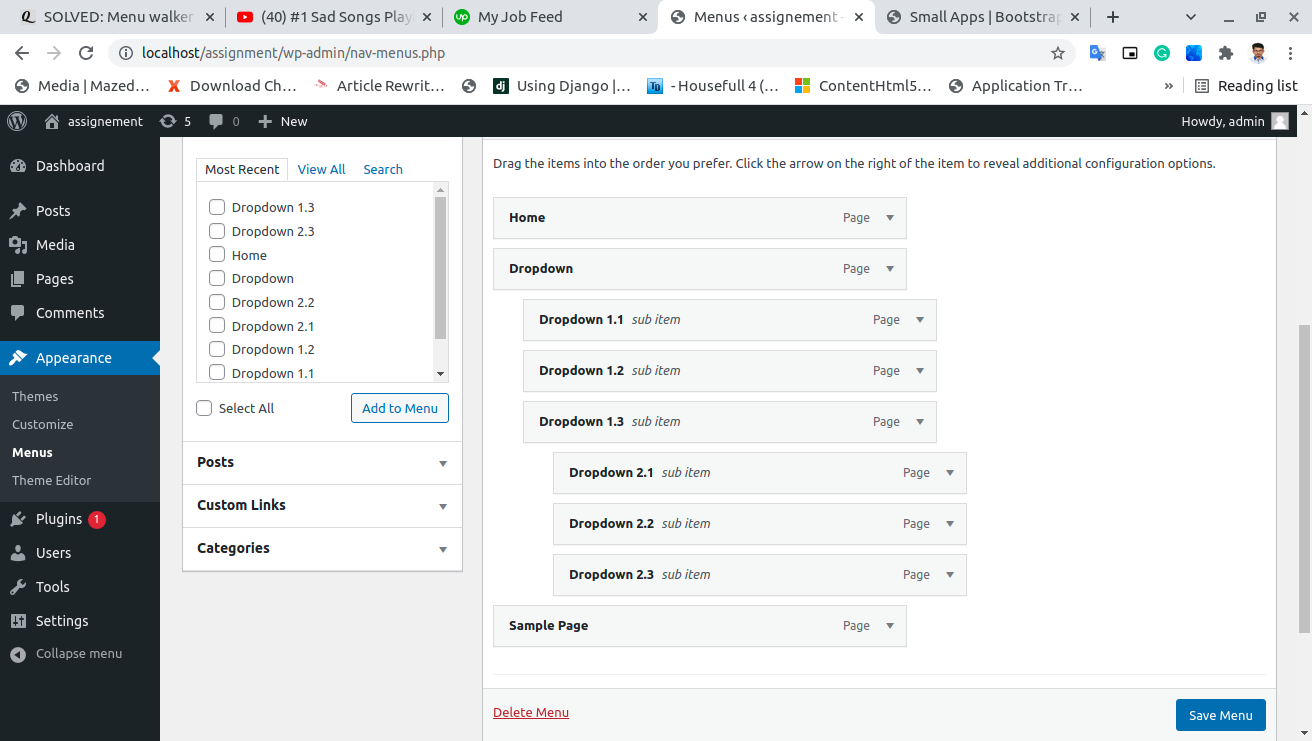 SOLVED: Menu walker
(40) #1 Sad Songs Play
My Job Feed
Menus ‹ assignement -
Small Apps | Bootstrap
localhost/assignment/wp-admin/nav-menus.php
Media | Mazed...
Download Ch...
Article Rewrit...
dj
Using Django |...
- Housefull 4 (...
ContentHtml5...
Application Tr...
»
Reading list
assignement
5
0
New
Howdy, admin
Dashboard
Posts
Media
Pages
Comments
Appearance
Themes
Customize
Menus
Theme Editor
Plugins 1
Users
Tools
Settings
Collapse menu
Most Recent
View All
Search
Dropdown 1.3
Dropdown 2.3
Home
Dropdown
Dropdown 2.2
Dropdown 2.1
Dropdown 1.2
Dropdown 1.1
Select All
Add to Menu
Posts
Custom Links
Categories
Drag the items into the order you prefer. Click the arrow on the right of the item to reveal additional configuration options.
Home Page
Dropdown Page
Dropdown 1.1 sub item Page
Dropdown 1.2 sub item Page
Dropdown 1.3 sub item Page
Dropdown 2.1 sub item Page
Dropdown 2.2 sub item Page
Dropdown 2.3 sub item Page
Sample Page Page
Delete Menu
Save Menu